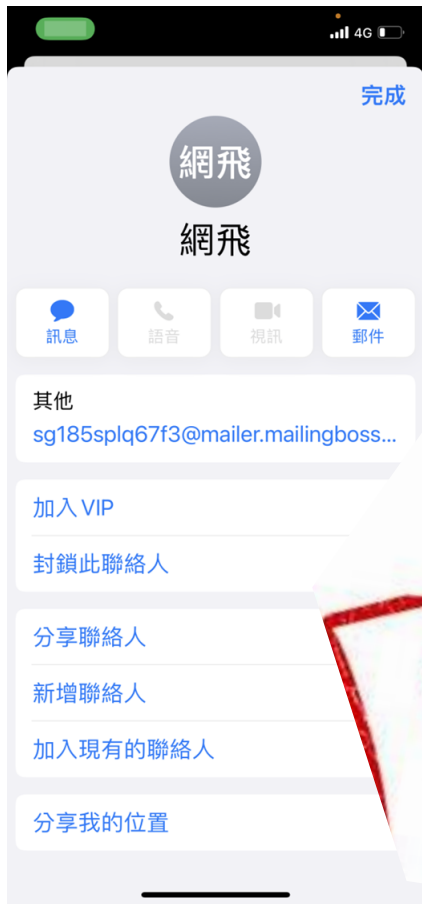 4G
完成
網飛
網飛
訊息 語音 視訊 郵件
其他
sg185splq67f3@mailer.mailingboss...
加入 VIP
封鎖此聯絡人
分享聯絡人
新增聯絡人
加入現有的聯絡人
分享我的位置